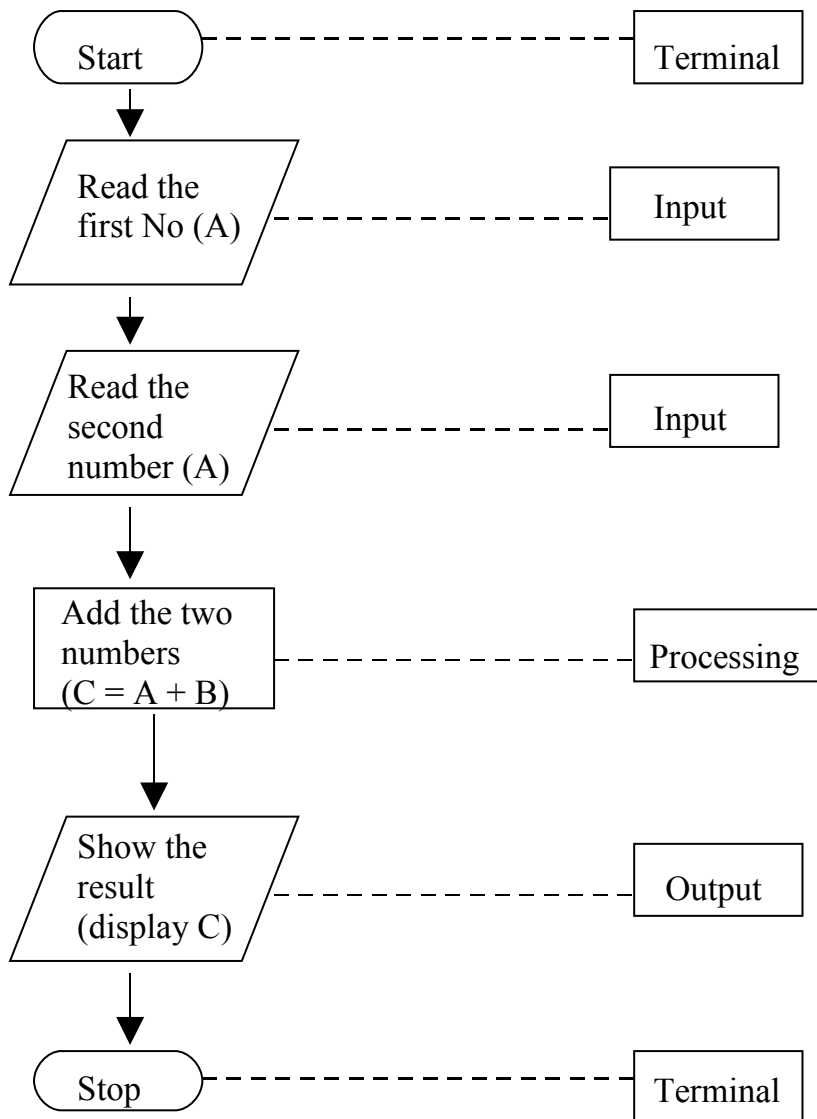 Start
Terminal
Read the
first No (A)
Input
Read the
second
number (A)
Input
Add the two
numbers
(C = A + B)
Processing
Show the
result
(display C)
Output
Stop
Terminal